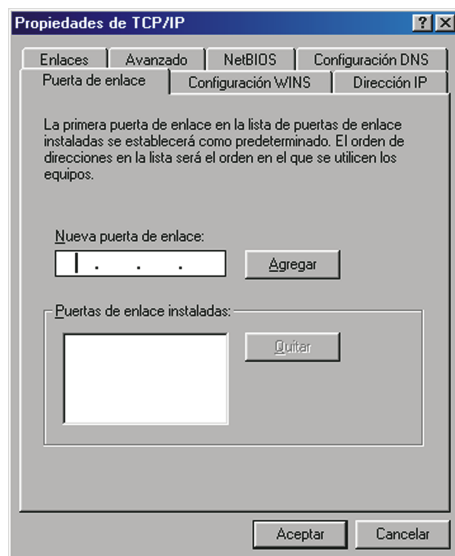 Propiedades de TCP/IP
Enlaces Avanzado NetBIOS Configuración DNS
Puerta de enlace Configuración WINS Dirección IP
La primera puerta de enlace en la lista de puertas de enlace
instaladas se establecerá como predeterminado. El orden de
direcciones en la lista será el orden en el que se utilicen los
equipos.
Nueva puerta de enlace:
. . .
Agregar
Puertas de enlace instaladas:
Quitar
Aceptar Cancelar